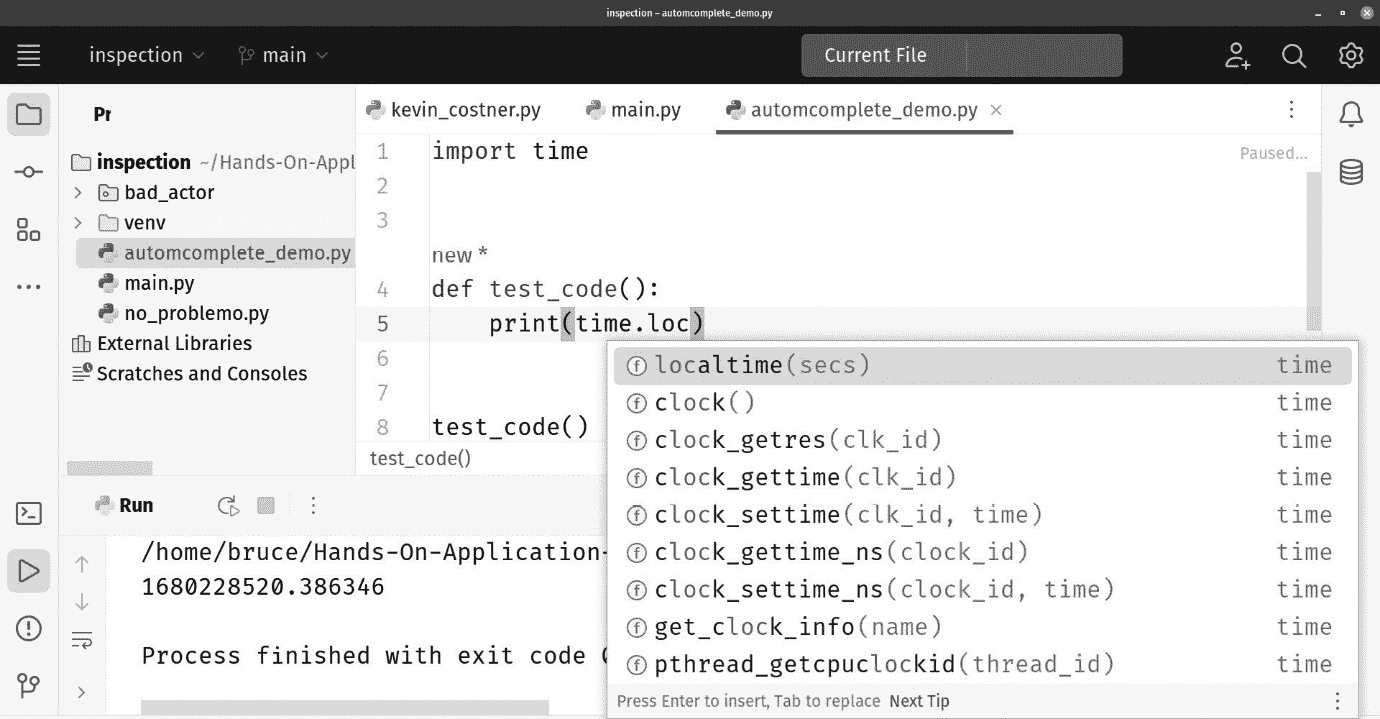 inspection – automcomplete_demo.py
inspection main Current File
Pr
inspection ~/Hands-On-Appl
bad_actor
venv
automcomplete_demo.py
main.py
no_problemo.py
External Libraries
Scratches and Consoles
kevin_costner.py main.py automcomplete_demo.py
Paused...
1 import time
2
3
new *
4 def test_code():
5 print(time.loc)
6
7
8 test_code()
test_code()
localtime(secs) time
clock() time
clock_getres(clk_id) time
clock_gettime(clk_id) time
clock_settime(clk_id, time) time
clock_gettime_ns(clock_id) time
clock_settime_ns(clock_id, time) time
get_clock_info(name) time
pthread_getcpuclockid(thread_id) time
Press Enter to insert, Tab to replace Next Tip
Run
/home/bruce/Hands-On-Application-
1680228520.386346
Process finished with exit code